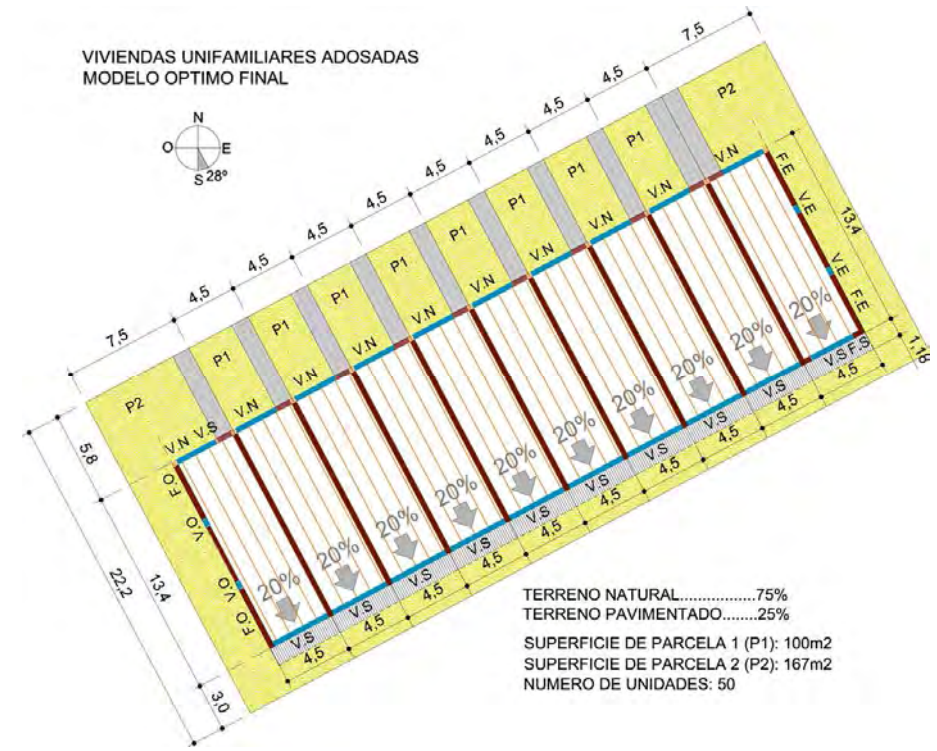 VIVIENDAS UNIFAMILIARES ADOSADAS
MODELO OPTIMO FINAL
N
O
E
S
28º
7,5
4,5
4,5
4,5
4,5
4,5
4,5
4,5
4,5
7,5
P2
P1
P1
P1
P1
P1
P1
P1
P1
P2
V.N
V.S
V.N
V.N
V.N
V.N
V.N
V.N
V.N
V.N
V.N
F.E
V.E
V.E
F.E
13,4
1,18
F.O
V.O
V.O
F.O
5,8
13,4
22,2
3,0
20%
20%
20%
20%
20%
20%
20%
20%
20%
20%
V.S
V.S
V.S
V.S
V.S
V.S
V.S
V.S
V.S
V.S
F.S
4,5
4,5
4,5
4,5
4,5
4,5
4,5
4,5
4,5
4,5
TERRENO NATURAL.................75%
TERRENO PAVIMENTADO........25%
SUPERFICIE DE PARCELA 1 (P1): 100m2
SUPERFICIE DE PARCELA 2 (P2): 167m2
NUMERO DE UNIDADES: 50